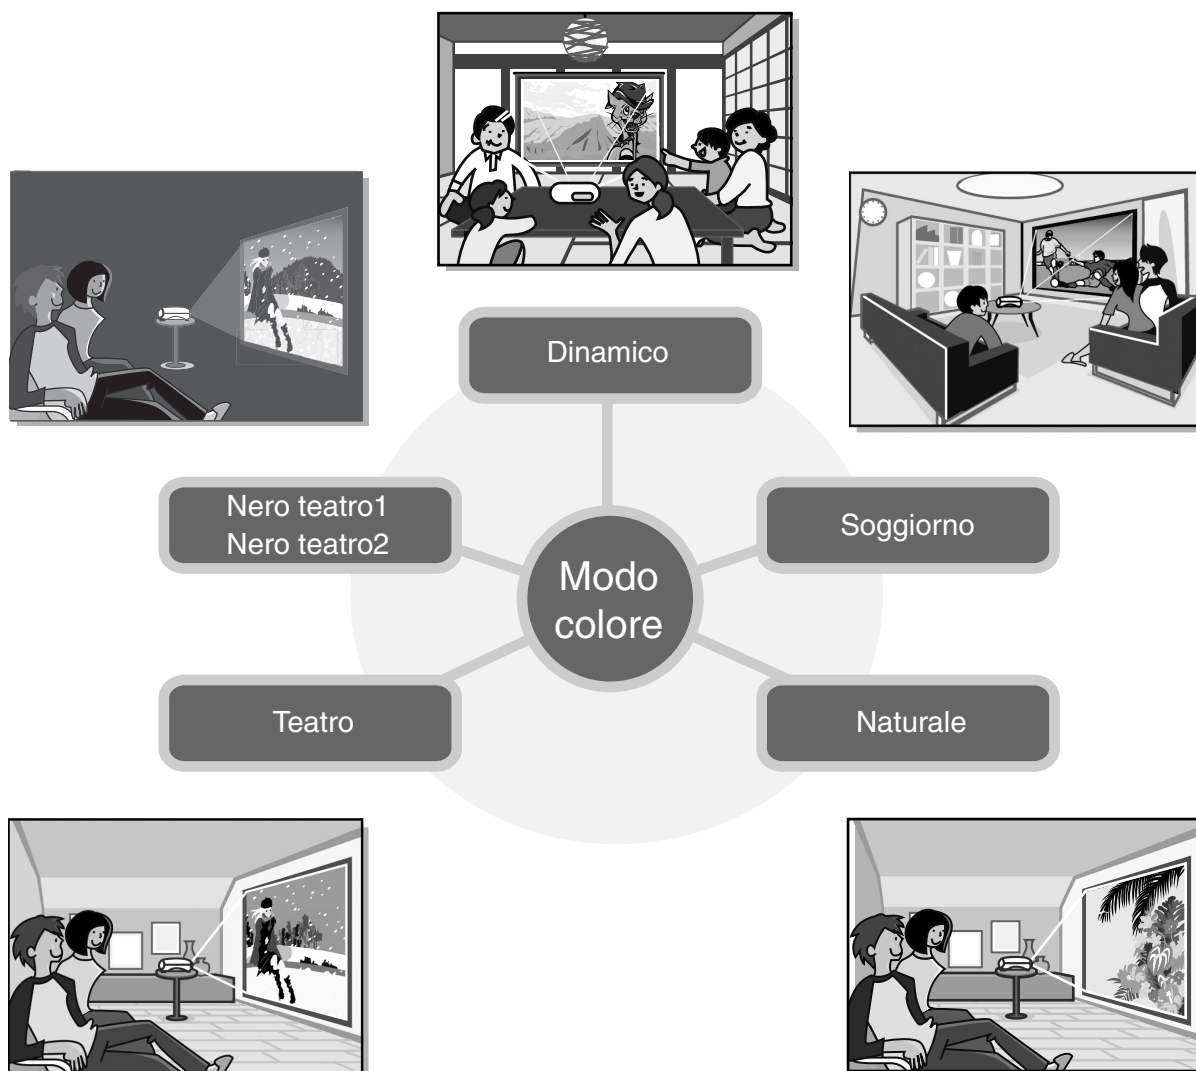 Dinamico
Nero teatro1
Nero teatro2
Soggiorno
Modo
colore
Teatro
Naturale